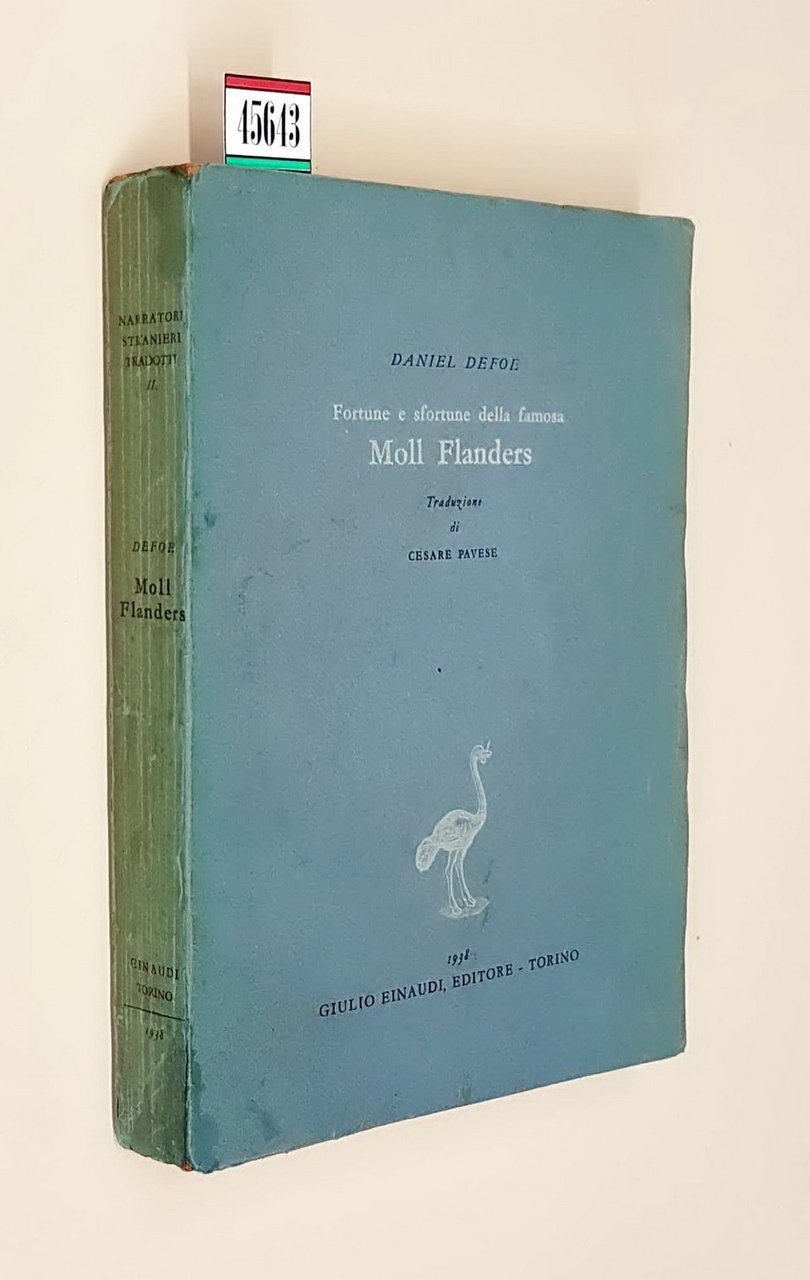 45643
NARRATORI
STRANIERI
TRADOTTI
II.
DEFOE
Moll
Flanders
EINAUDI
TORINO
1938
DANIEL DEFOE
Fortune e sfortune della famosa
Moll Flanders
Traduzione
di
CESARE PAVESE
1938
GIULIO EINAUDI, EDITORE - TORINO